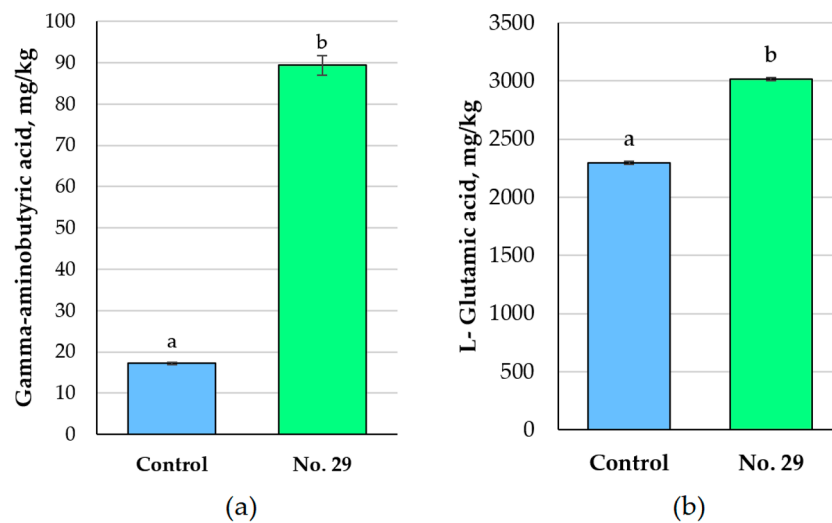 Gamma-aminobutyric acid, mg/kg
100
90
80
70
60
50
40
30
20
10
0
a
b
Control
No. 29
(a)
L- Glutamic acid, mg/kg
3500
3000
2500
2000
1500
1000
500
0
a
b
Control
No. 29
(b)